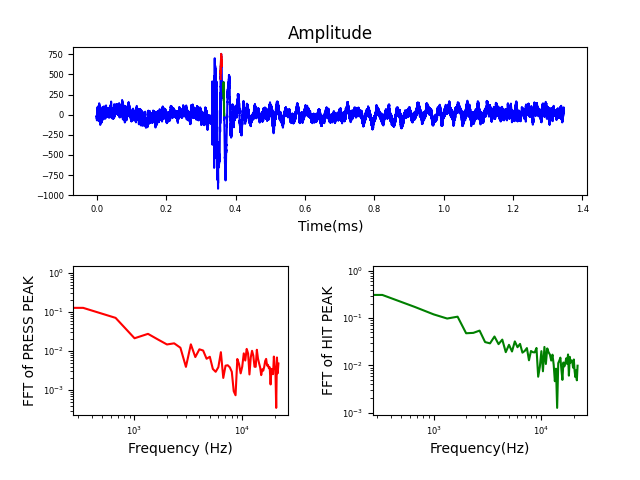 Amplitude
750
500
250
0
−250
−500
−750
−1000
0.0 0.2 0.4 0.6 0.8 1.0 1.2 1.4
Time(ms)
FFT of PRESS PEAK
10⁰
10⁻¹
10⁻²
10⁻³
10³ 10⁴
Frequency (Hz)
FFT of HIT PEAK
10⁰
10⁻¹
10⁻²
10⁻³
10³ 10⁴
Frequency(Hz)